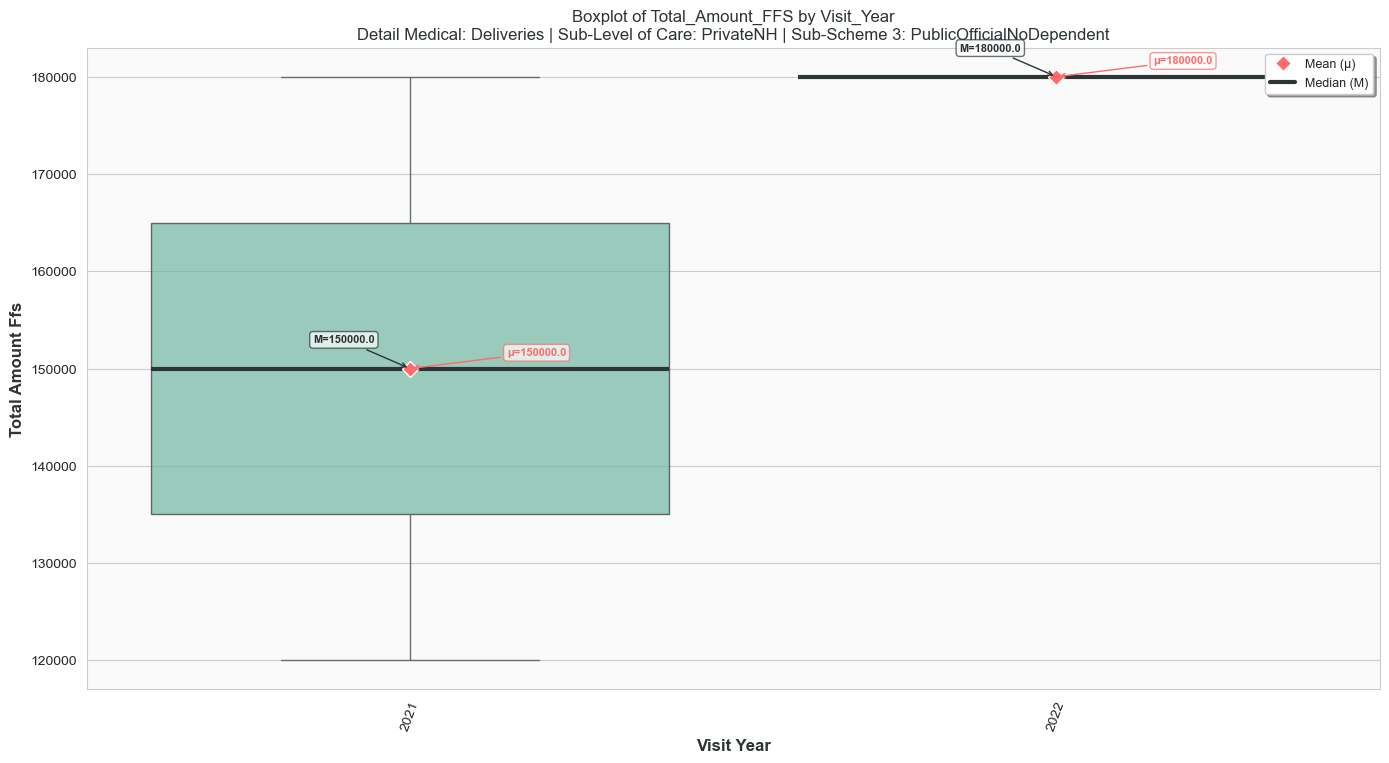 Boxplot of Total_Amount_FFS by Visit_Year
Detail Medical: Deliveries | Sub-Level of Care: PrivateNH | Sub-Scheme 3: PublicOfficialNoDependent
M=180000.0
μ=180000.0
Mean (μ)
Median (M)
180000
170000
160000
150000
140000
130000
120000
M=150000.0
μ=150000.0
Total Amount Ffs
2021
2022
Visit Year